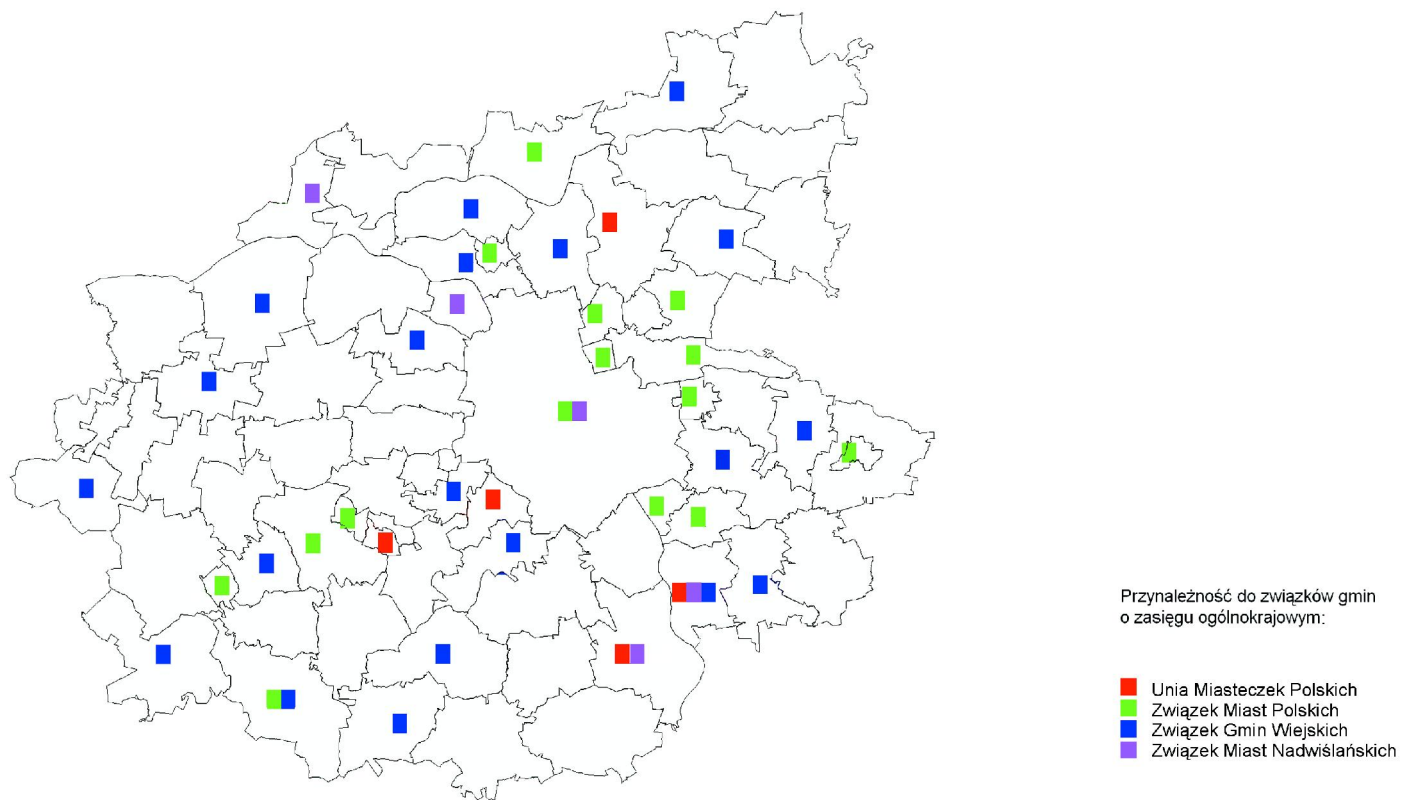 Przynależność do związków gmin
o zasięgu ogólnokrajowym:
Unia Miasteczek Polskich
Związek Miast Polskich
Związek Gmin Wiejskich
Związek Miast Nadwiślańskich